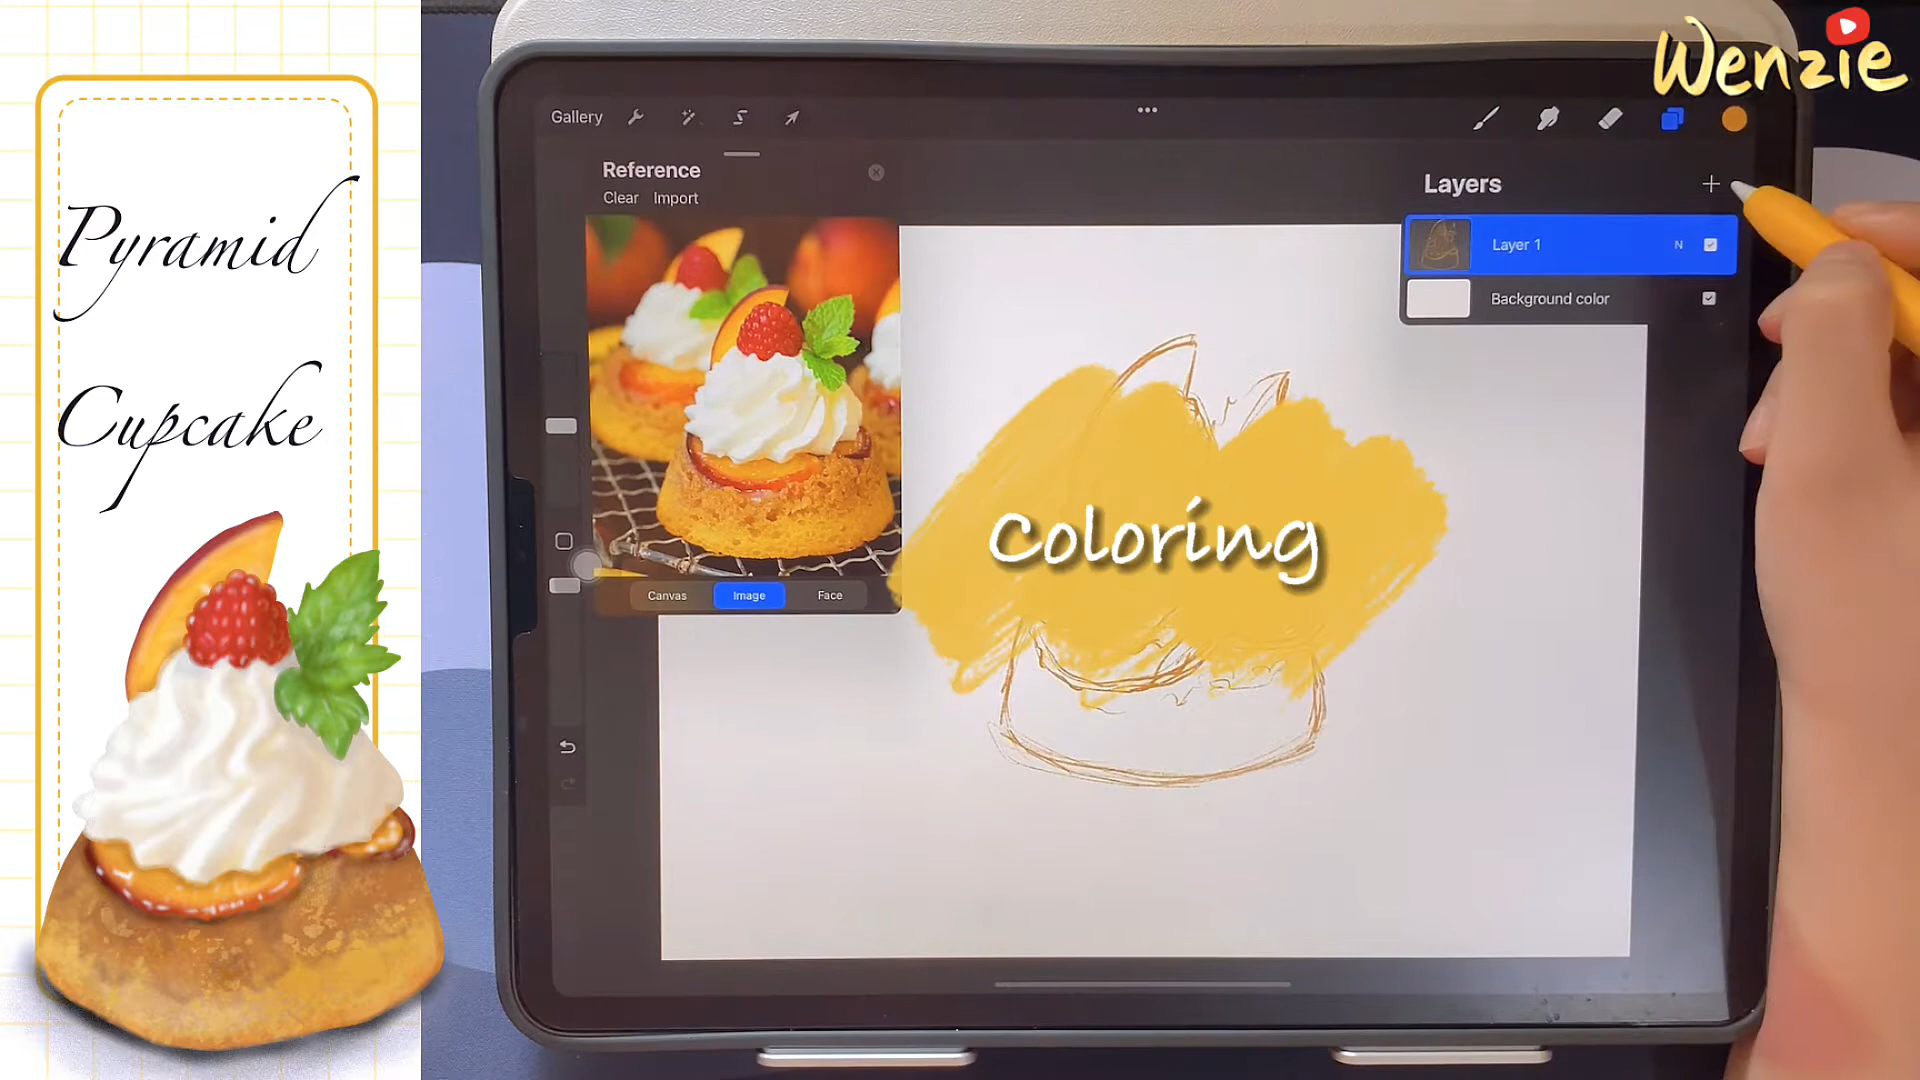 Pyramid
Cupcake
Wenzie
Gallery
Reference
Clear Import
Canvas Image Face
Layers
Layer 1 N
Background color
Coloring